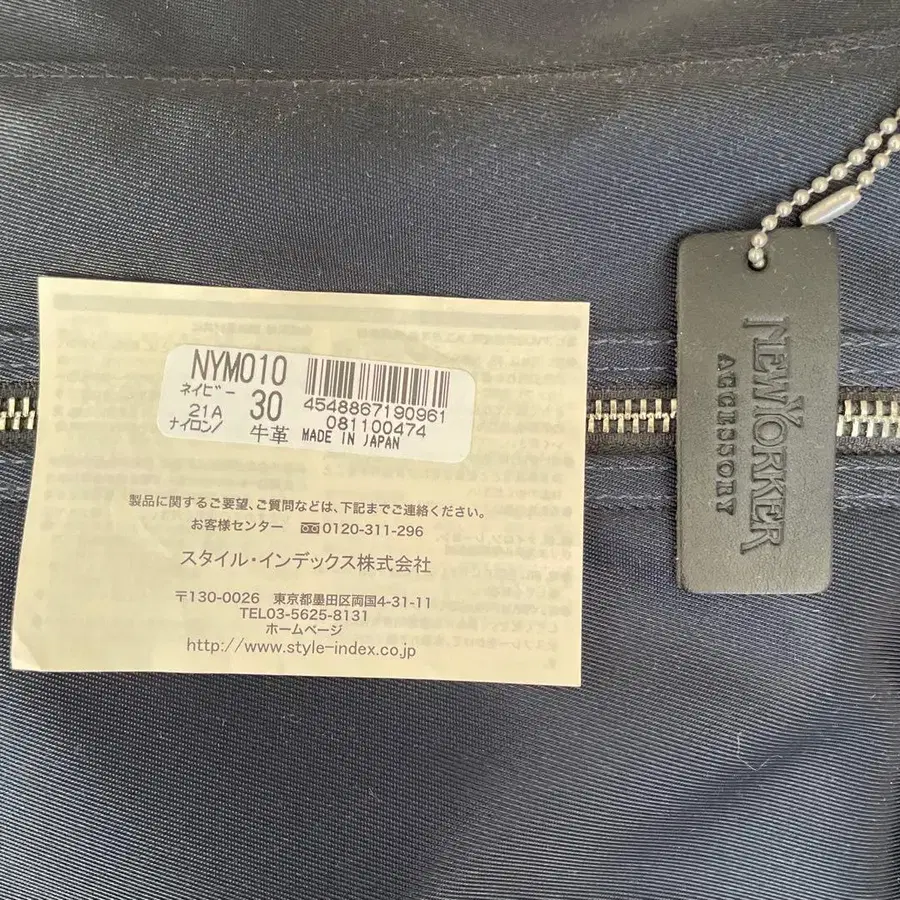 NYM010
ネイビー 30
21A
ナイロン/ 牛革
4548867190961
081100474
MADE IN JAPAN
製品に関するご要望、ご質問などは、下記までご連絡ください。
お客様センター 0120-311-296
スタイル・インデックス株式会社
〒130-0026 東京都墨田区両国4-31-11
TEL03-5625-8131
ホームページ
http://www.style-index.co.jp
NEWYORKER
ACCESSORY